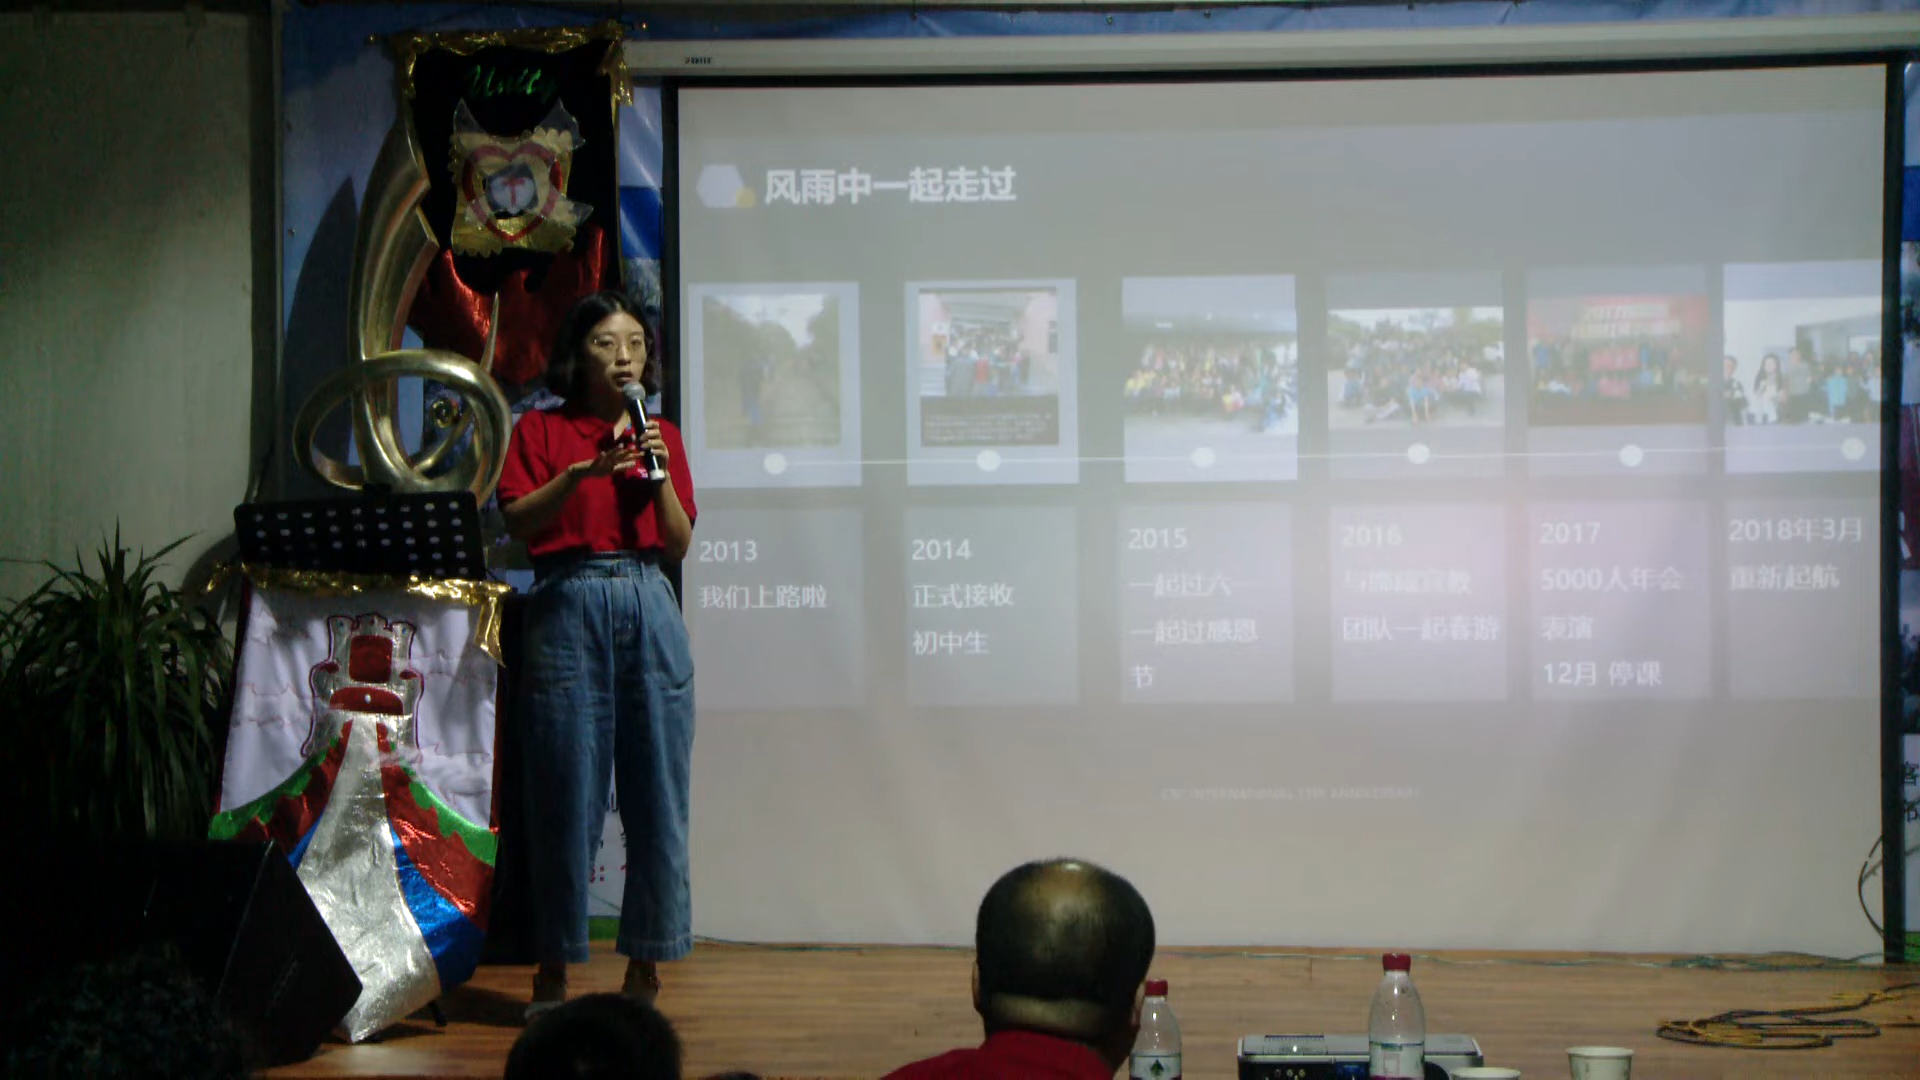 Unity
风雨中一起走过
2013
我们上路啦
2014
正式接收
初中生
2015
一起过六一
一起过感恩
节
2016
团队一起春游
2017
5000人年会
表演
12月 停课
2018年3月
重新起航